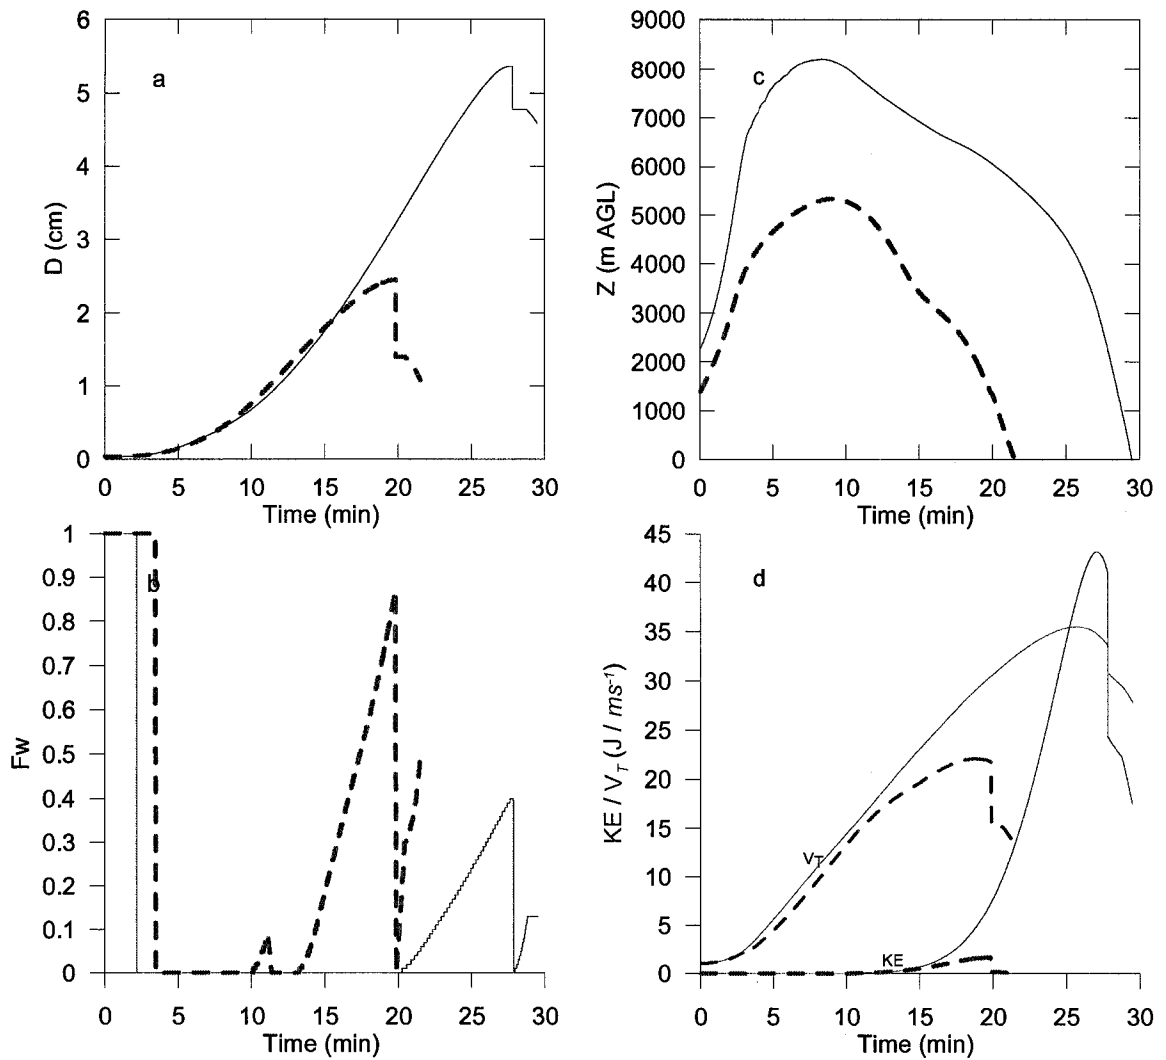 6
5
4
3
2
1
0
D (cm)
a
0 5 10 15 20 25 30
Time (min)
9000
8000
7000
6000
5000
4000
3000
2000
1000
0
Z (m AGL)
c
0 5 10 15 20 25 30
Time (min)
1
0.9
0.8
0.7
0.6
0.5
0.4
0.3
0.2
0.1
0
Fw
b
0 5 10 15 20 25 30
Time (min)
45
40
35
30
25
20
15
10
5
0
KE / V_T (J / ms⁻¹)
d
V_T
KE
0 5 10 15 20 25 30
Time (min)